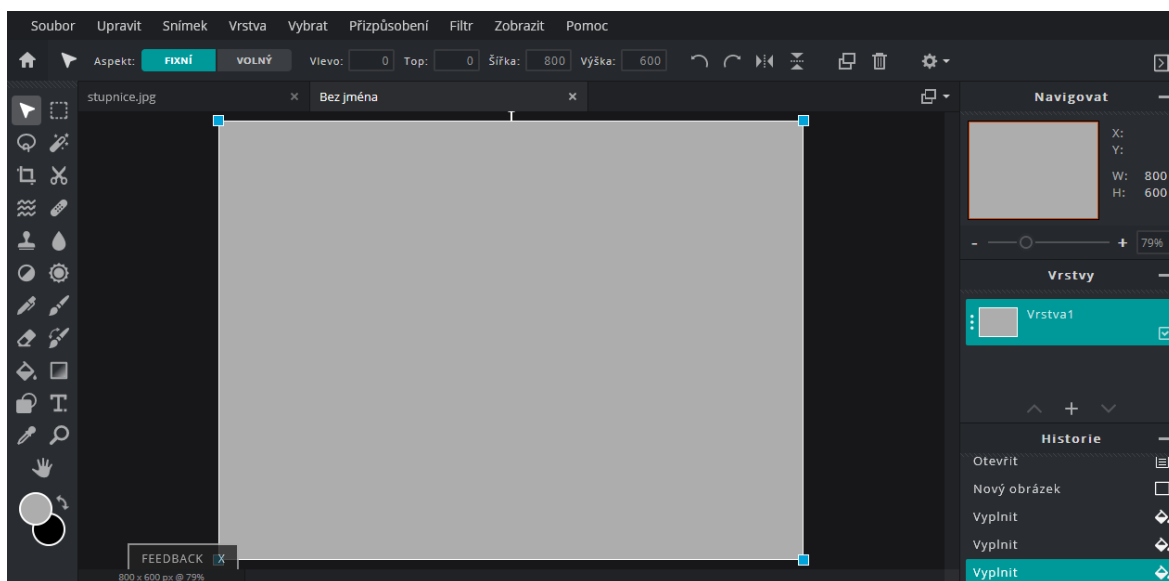 Soubor Upravit Snímek Vrstva Vybrat Přizpůsobení Filtr Zobrazit Pomoc
Aspekt: FIXNÍ VOLNÝ Vlevo: 0 Top: 0 Šířka: 800 Výška: 600
stupnice.jpg × Bez jména ×
Navigovat
X:
Y:
W: 800
H: 600
- + 79%
Vrstvy
Vrstva1
Historie
Otevřít
Nový obrázek
Vyplnit
Vyplnit
Vyplnit
FEEDBACK X
800 x 600 px @ 79%